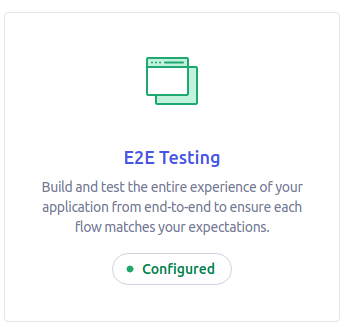 E2E Testing
Build and test the entire experience of your
application from end-to-end to ensure each
flow matches your expectations.
Configured